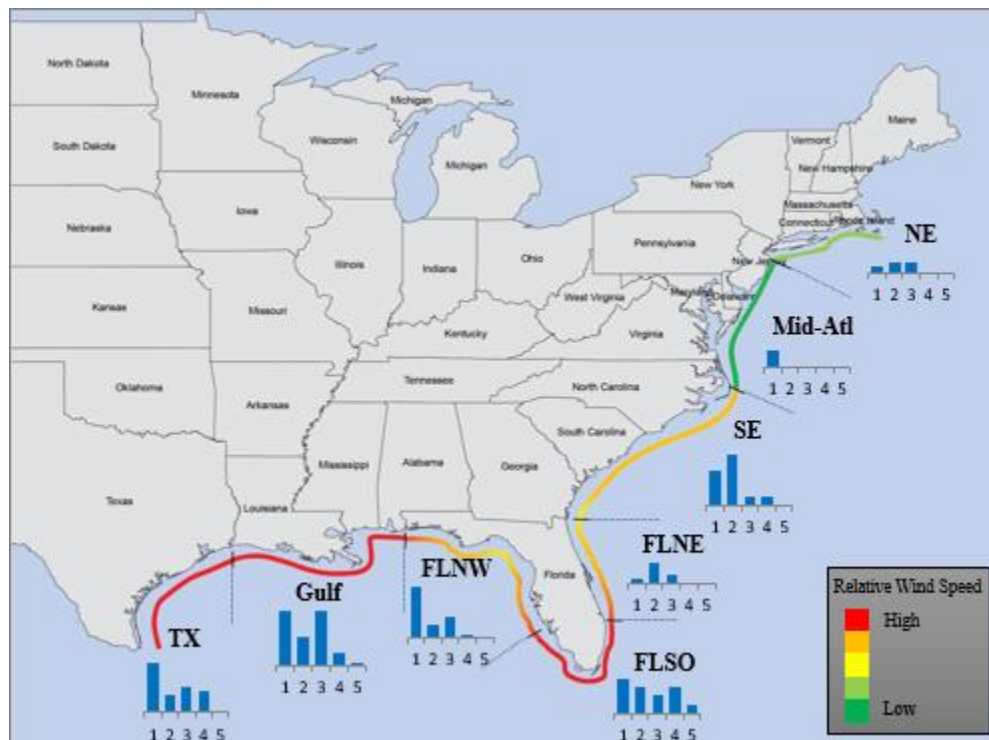 North Dakota
Minnesota
Michigan
Maine
South Dakota
Wisconsin
Vermont
New Hampshire
Michigan
New York
Massachusetts
Connecticut
Rhode Island
NE
Iowa
Nebraska
Pennsylvania
New Jersey
1 2 3 4 5
Illinois
Indiana
Ohio
Maryland
Delaware
West Virginia
Kansas
Missouri
Virginia
Mid-Atl
Kentucky
1 2 3 4 5
Oklahoma
Tennessee
North Carolina
Arkansas
South Carolina
SE
Mississippi
Alabama
Georgia
Texas
Louisiana
1 2 3 4 5
FLNE
FLNW
Florida
1 2 3 4 5
Gulf
Relative Wind Speed
High
Low
TX
1 2 3 4 5
FLSO
1 2 3 4 5
1 2 3 4 5
1 2 3 4 5